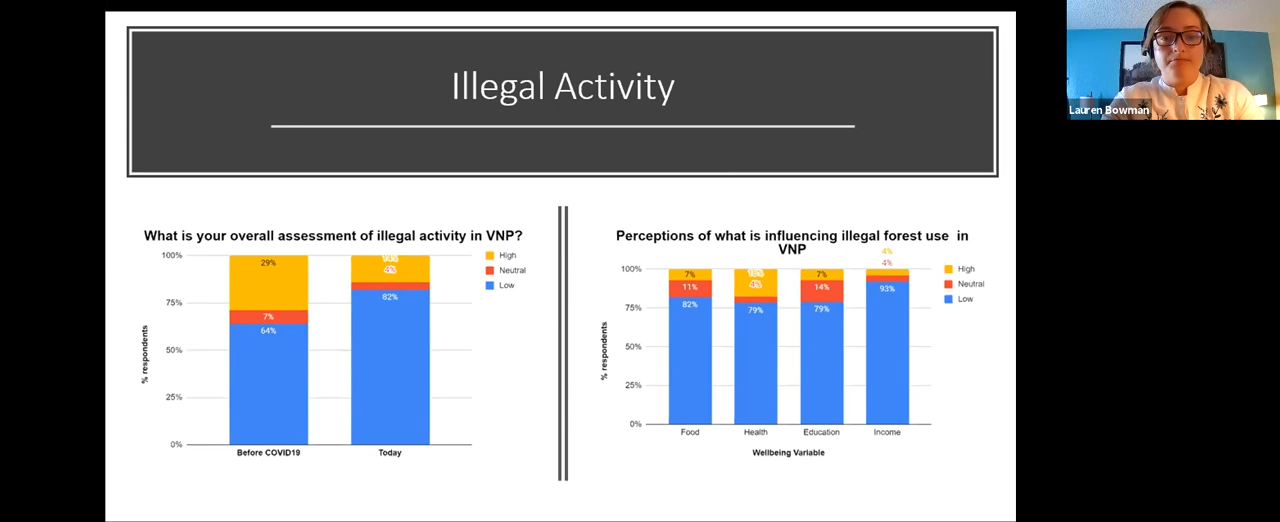 Illegal Activity
Lauren Bowman
What is your overall assessment of illegal activity in VNP?
100%
75%
50%
25%
0%
% respondents
29%
7%
64%
14%
4%
82%
Before COVID19
Today
High
Neutral
Low
Perceptions of what is influencing illegal forest use in
VNP
100%
75%
50%
25%
0%
% respondents
7%
11%
82%
4%
79%
7%
14%
79%
4%
4%
93%
Food
Health
Education
Income
Wellbeing Variable
High
Neutral
Low